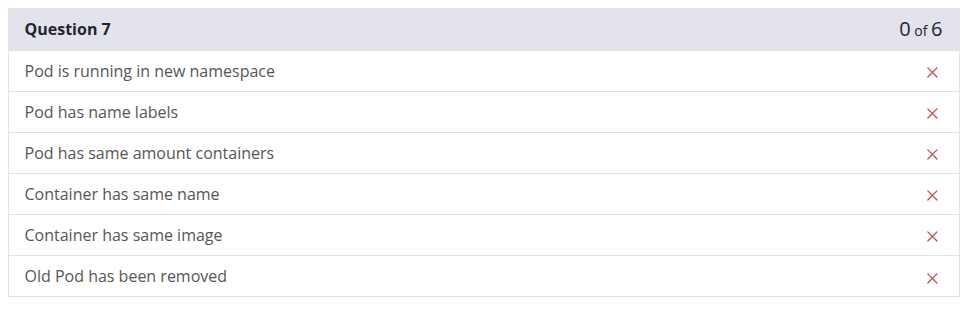 Question 7 0 of 6
Pod is running in new namespace
Pod has name labels
Pod has same amount containers
Container has same name
Container has same image
Old Pod has been removed